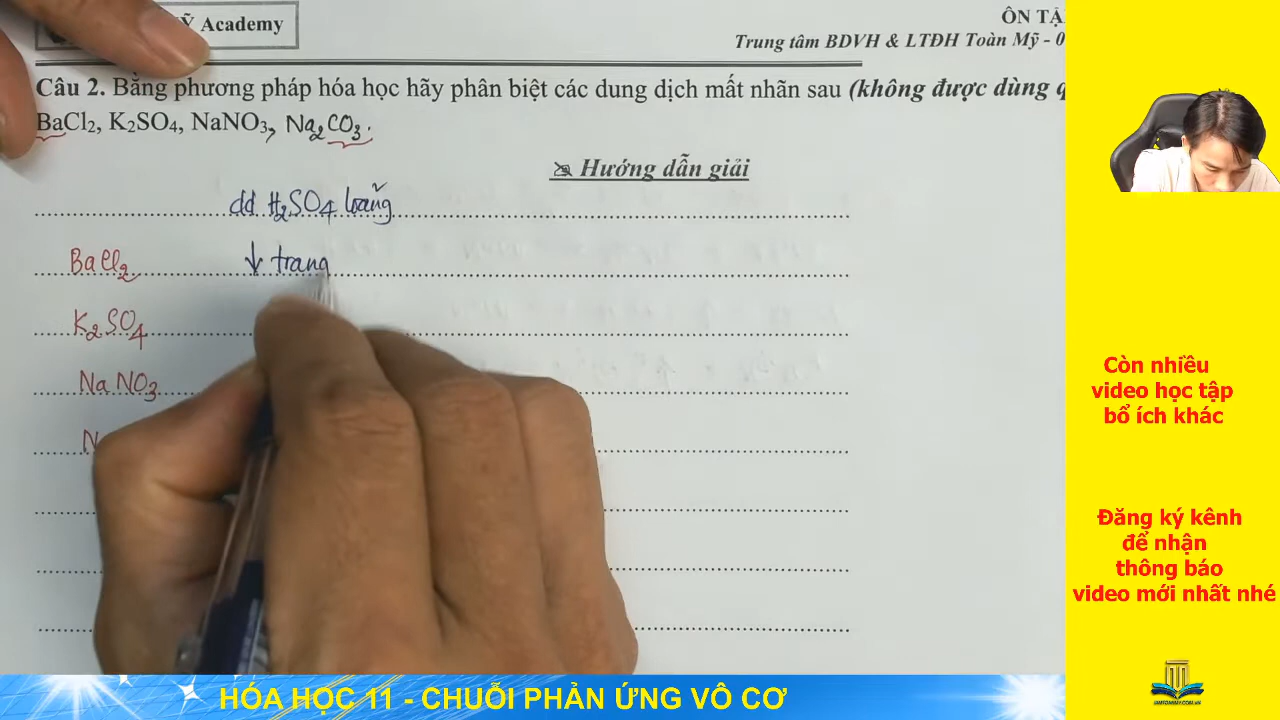 Ỹ Academy
ÔN TẬ
Trung tâm BDVH & LTĐH Toàn Mỹ - 0
Câu 2. Bằng phương pháp hóa học hãy phân biệt các dung dịch mất nhãn sau (không được dùng q
BaCl₂, K₂SO₄, NaNO₃, Na₂CO₃.
Hướng dẫn giải
dd H₂SO₄ loãng
BaCl₂ ↓ trang
K₂SO₄
NaNO₃
N
Còn nhiều
video học tập
bổ ích khác
Đăng ký kênh
để nhận
thông báo
video mới nhất nhé
HÓA HỌC 11 - CHUỖI PHẢN ỨNG VÔ CƠ